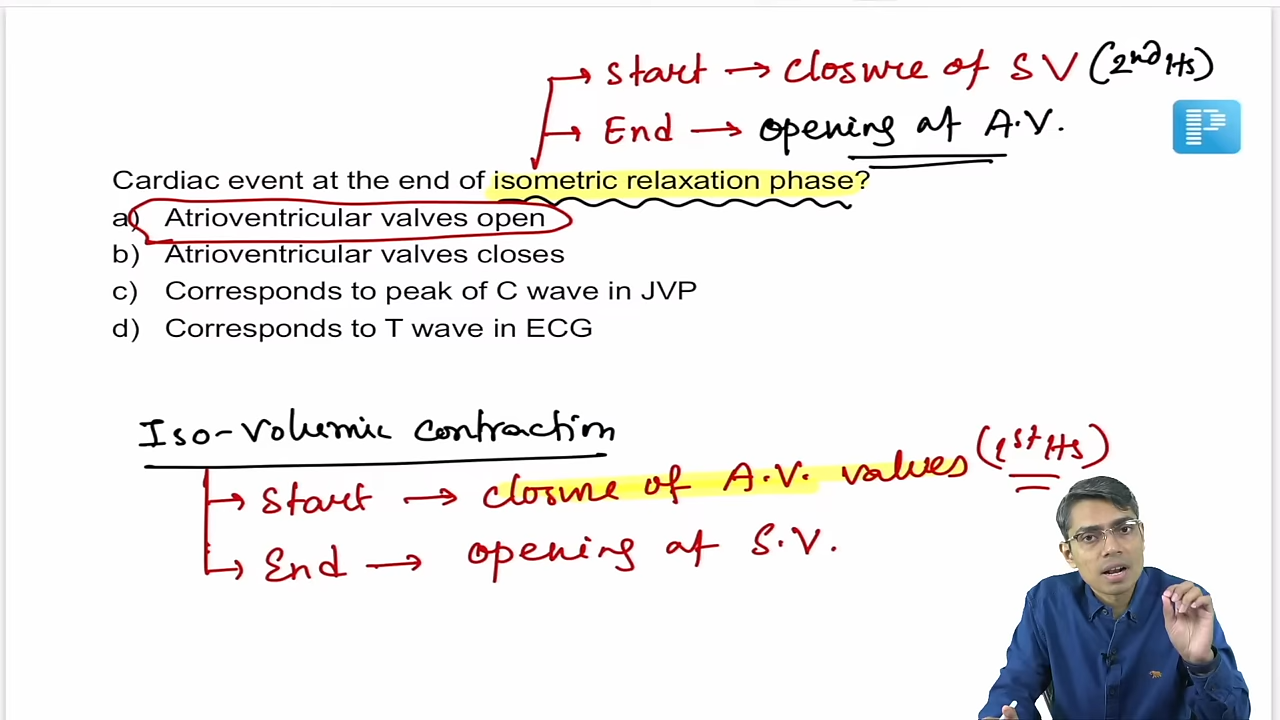 Start → closure of SV (2nd Hs)
End → opening of A.V.
Cardiac event at the end of isometric relaxation phase?
a) Atrioventricular valves open
b) Atrioventricular valves closes
c) Corresponds to peak of C wave in JVP
d) Corresponds to T wave in ECG
Iso-Volumic contraction
Start → closure of A.V. valves (1st Hs)
End → opening of S.V.